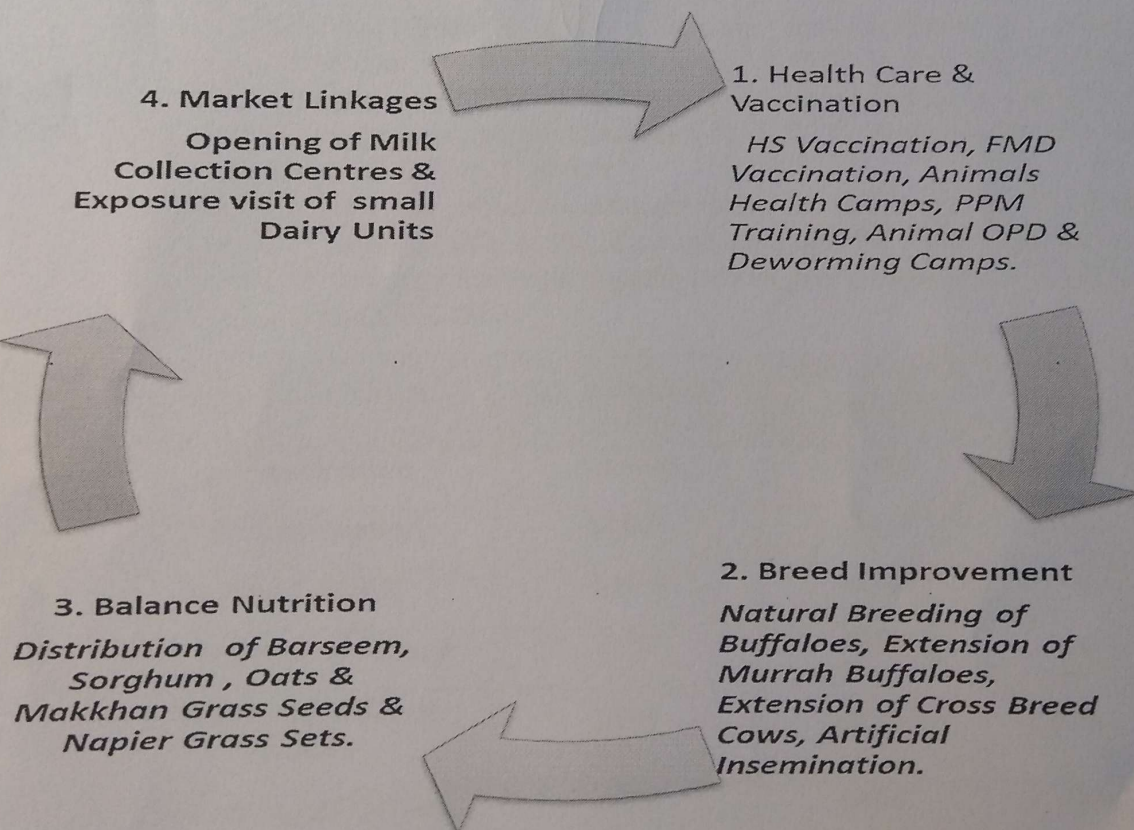 1. Health Care &
Vaccination
HS Vaccination, FMD
Vaccination, Animals
Health Camps, PPM
Training, Animal OPD &
Deworming Camps.
2. Breed Improvement
Natural Breeding of
Buffaloes, Extension of
Murrah Buffaloes,
Extension of Cross Breed
Cows, Artificial
Insemination.
3. Balance Nutrition
Distribution of Barseem,
Sorghum , Oats &
Makkhan Grass Seeds &
Napier Grass Sets.
4. Market Linkages
Opening of Milk
Collection Centres &
Exposure visit of small
Dairy Units